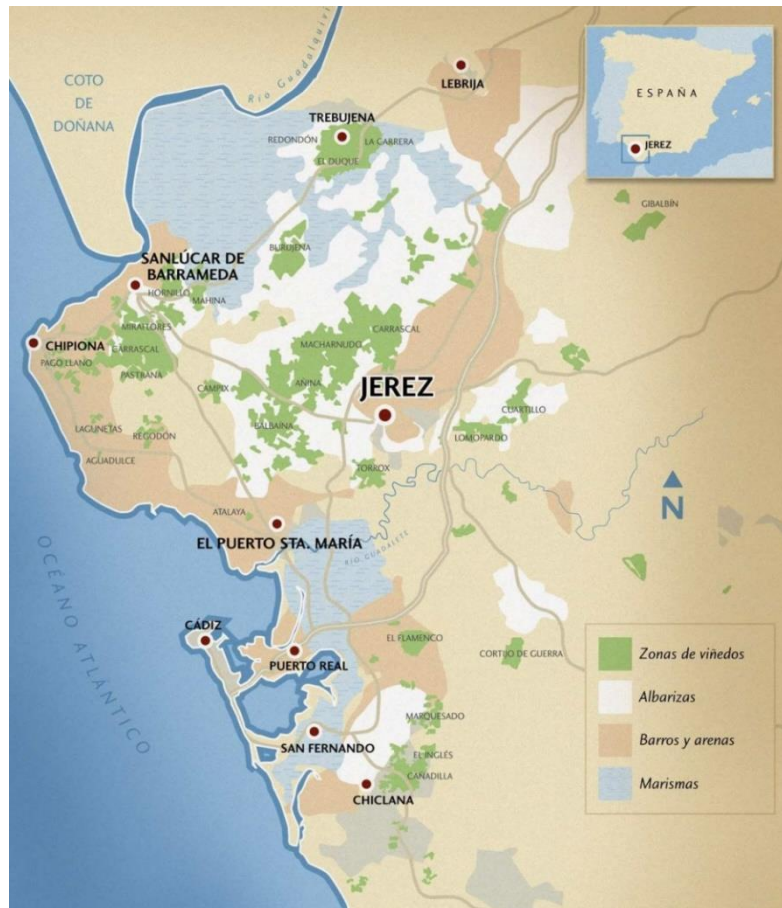 COTO
DE
DOÑANA
Río Guadalquivir
LEBRIJA
ESPAÑA
JEREZ
TREBUJENA
REDONDÓN
LA CABRERA
EL DUQUE
GIBALBÍN
BURUJENA
SANLÚCAR DE
BARRAMEDA
HORNILLO
MAHINA
MIRAFLORES
CHIPIONA
CARRASCAL
PAGO LLANO
PASTRANA
CARRASCAL
MACHARNUDO
JEREZ
CAMPIX
AÑINA
BALBAINA
CUARTILLO
LOMOPARDO
LAGUNETAS
REGODÓN
AGUADULCE
TORROX
ATALAYA
EL PUERTO STA. MARÍA
RÍO GUADALETE
N
OCÉANO ATLÁNTICO
CÁDIZ
PUERTO REAL
EL FLAMENCO
CORTIJO DE GUERRA
SAN FERNANDO
MARQUESADO
EL INGLÉS
CAÑADILLA
CHICLANA
Zonas de viñedos
Albarizas
Barros y arenas
Marismas